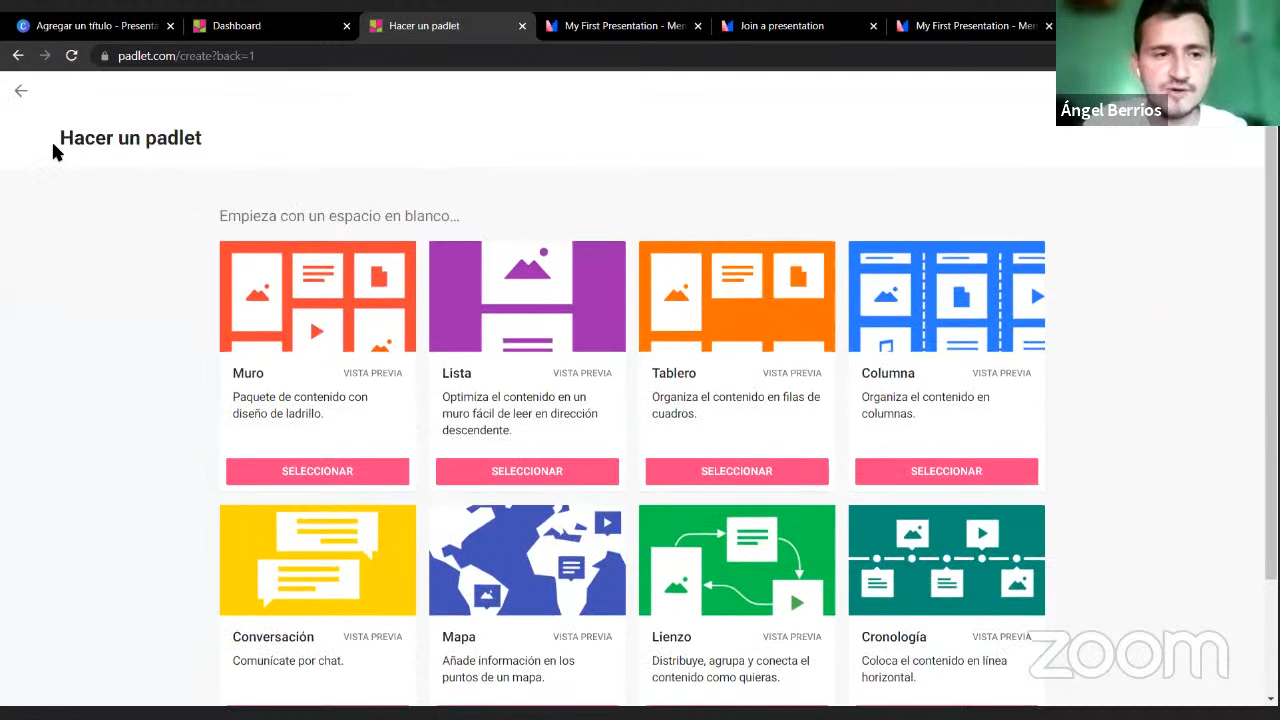 Agregar un título - Presenta
Dashboard
Hacer un padlet
My First Presentation - Men
Join a presentation
My First Presentation - Men
padlet.com/create?back=1
Ángel Berrios
Hacer un padlet
Empieza con un espacio en blanco...
Muro VISTA PREVIA
Paquete de contenido con
diseño de ladrillo.
SELECCIONAR
Lista VISTA PREVIA
Optimiza el contenido en un
muro fácil de leer en dirección
descendente.
SELECCIONAR
Tablero VISTA PREVIA
Organiza el contenido en filas de
cuadros.
SELECCIONAR
Columna VISTA PREVIA
Organiza el contenido en
columnas.
SELECCIONAR
Conversación VISTA PREVIA
Comunícate por chat.
Mapa VISTA PREVIA
Añade información en los
puntos de un mapa.
Lienzo VISTA PREVIA
Distribuye, agrupa y conecta el
contenido como quieras.
Cronología VISTA PREVIA
Coloca el contenido en línea
horizontal.
zoom